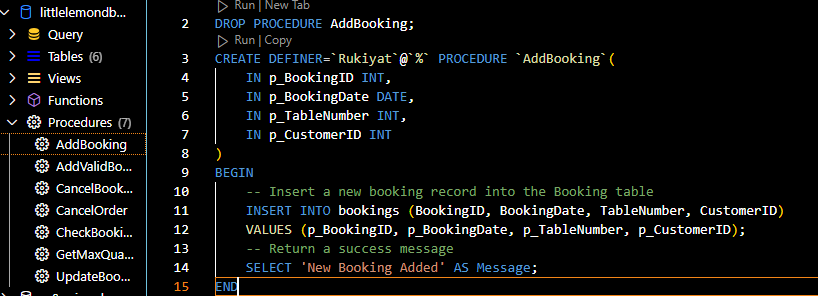 littlelemondb...
Query
Tables (6)
Views
Functions
Procedures (7)
AddBooking
AddValidBo...
CancelBook...
CancelOrder
CheckBooki...
GetMaxQua...
UpdateBoo...
Run | New Tab
2 DROP PROCEDURE AddBooking;
Run | Copy
3 CREATE DEFINER=`Rukiyat`@`%` PROCEDURE `AddBooking`(
4 IN p_BookingID INT,
5 IN p_BookingDate DATE,
6 IN p_TableNumber INT,
7 IN p_CustomerID INT
8 )
9 BEGIN
10 -- Insert a new booking record into the Booking table
11 INSERT INTO bookings (BookingID, BookingDate, TableNumber, CustomerID)
12 VALUES (p_BookingID, p_BookingDate, p_TableNumber, p_CustomerID);
13 -- Return a success message
14 SELECT 'New Booking Added' AS Message;
15 END